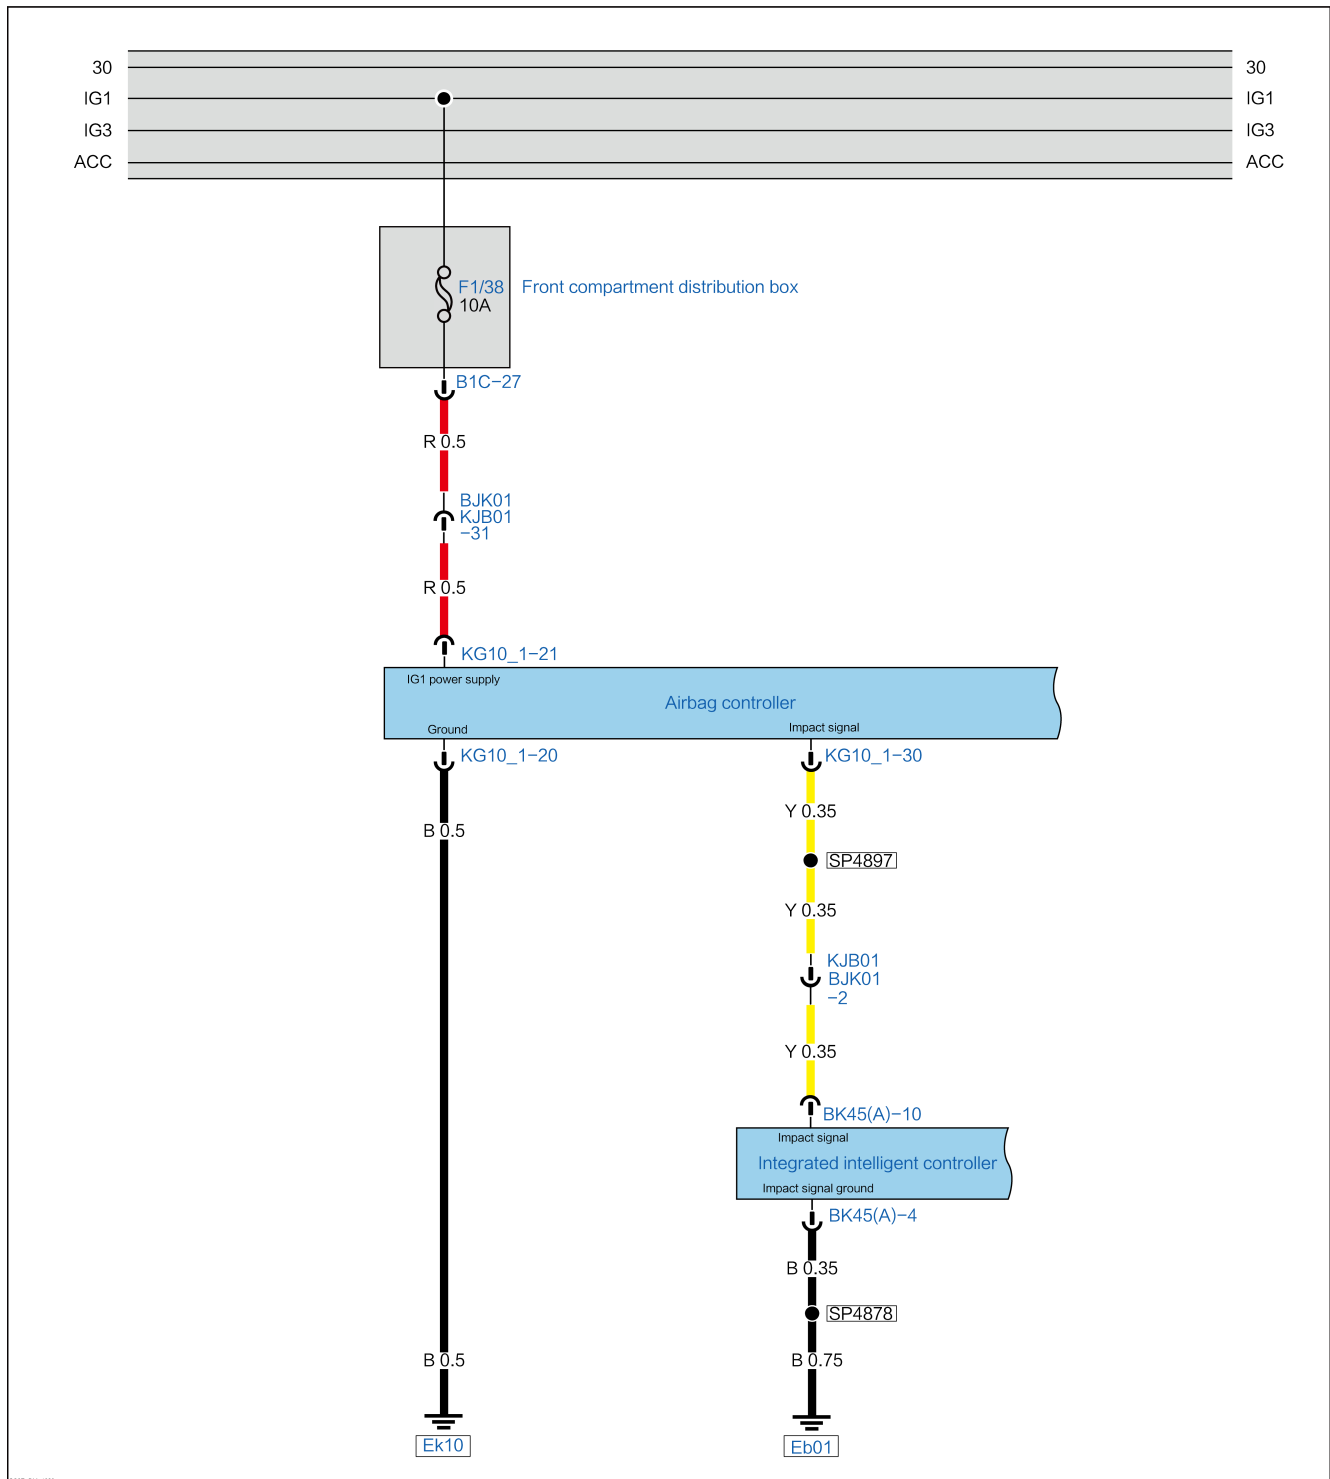 30
30
IG1
IG1
IG3
IG3
ACC
ACC
F1/38
10A
Front compartment distribution box
B1C-27
R 0.5
BJK01
KJB01
-31
R 0.5
KG10_1-21
IG1 power supply
Airbag controller
Ground
Impact signal
KG10_1-20
KG10_1-30
Y 0.35
B 0.5
SP4897
Y 0.35
KJB01
BJK01
-2
Y 0.35
BK45(A)-10
Impact signal
Integrated intelligent controller
Impact signal ground
BK45(A)-4
B 0.35
SP4878
B 0.5
B 0.75
Ek10
Eb01